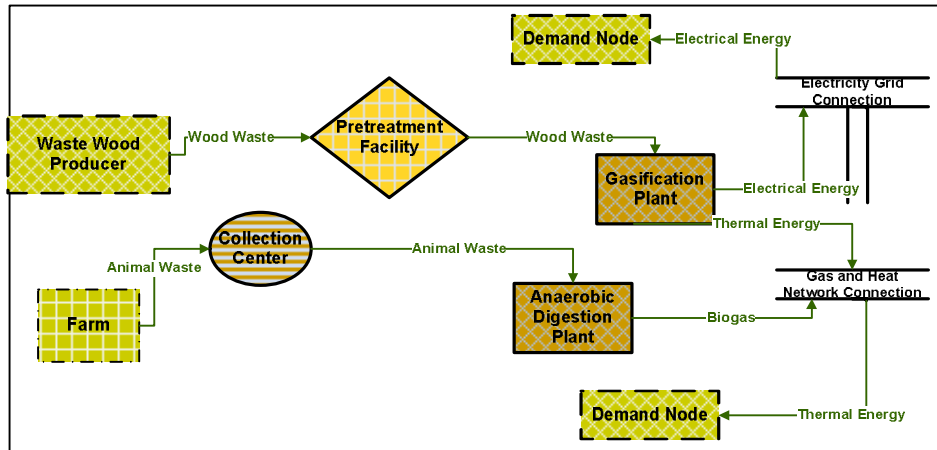 Demand Node
Electrical Energy
Electricity Grid
Connection
Waste Wood
Producer
Wood Waste
Pretreatment
Facility
Wood Waste
Gasification
Plant
Electrical Energy
Thermal Energy
Collection
Center
Animal Waste
Animal Waste
Farm
Anaerobic
Digestion
Plant
Biogas
Gas and Heat
Network Connection
Demand Node
Thermal Energy